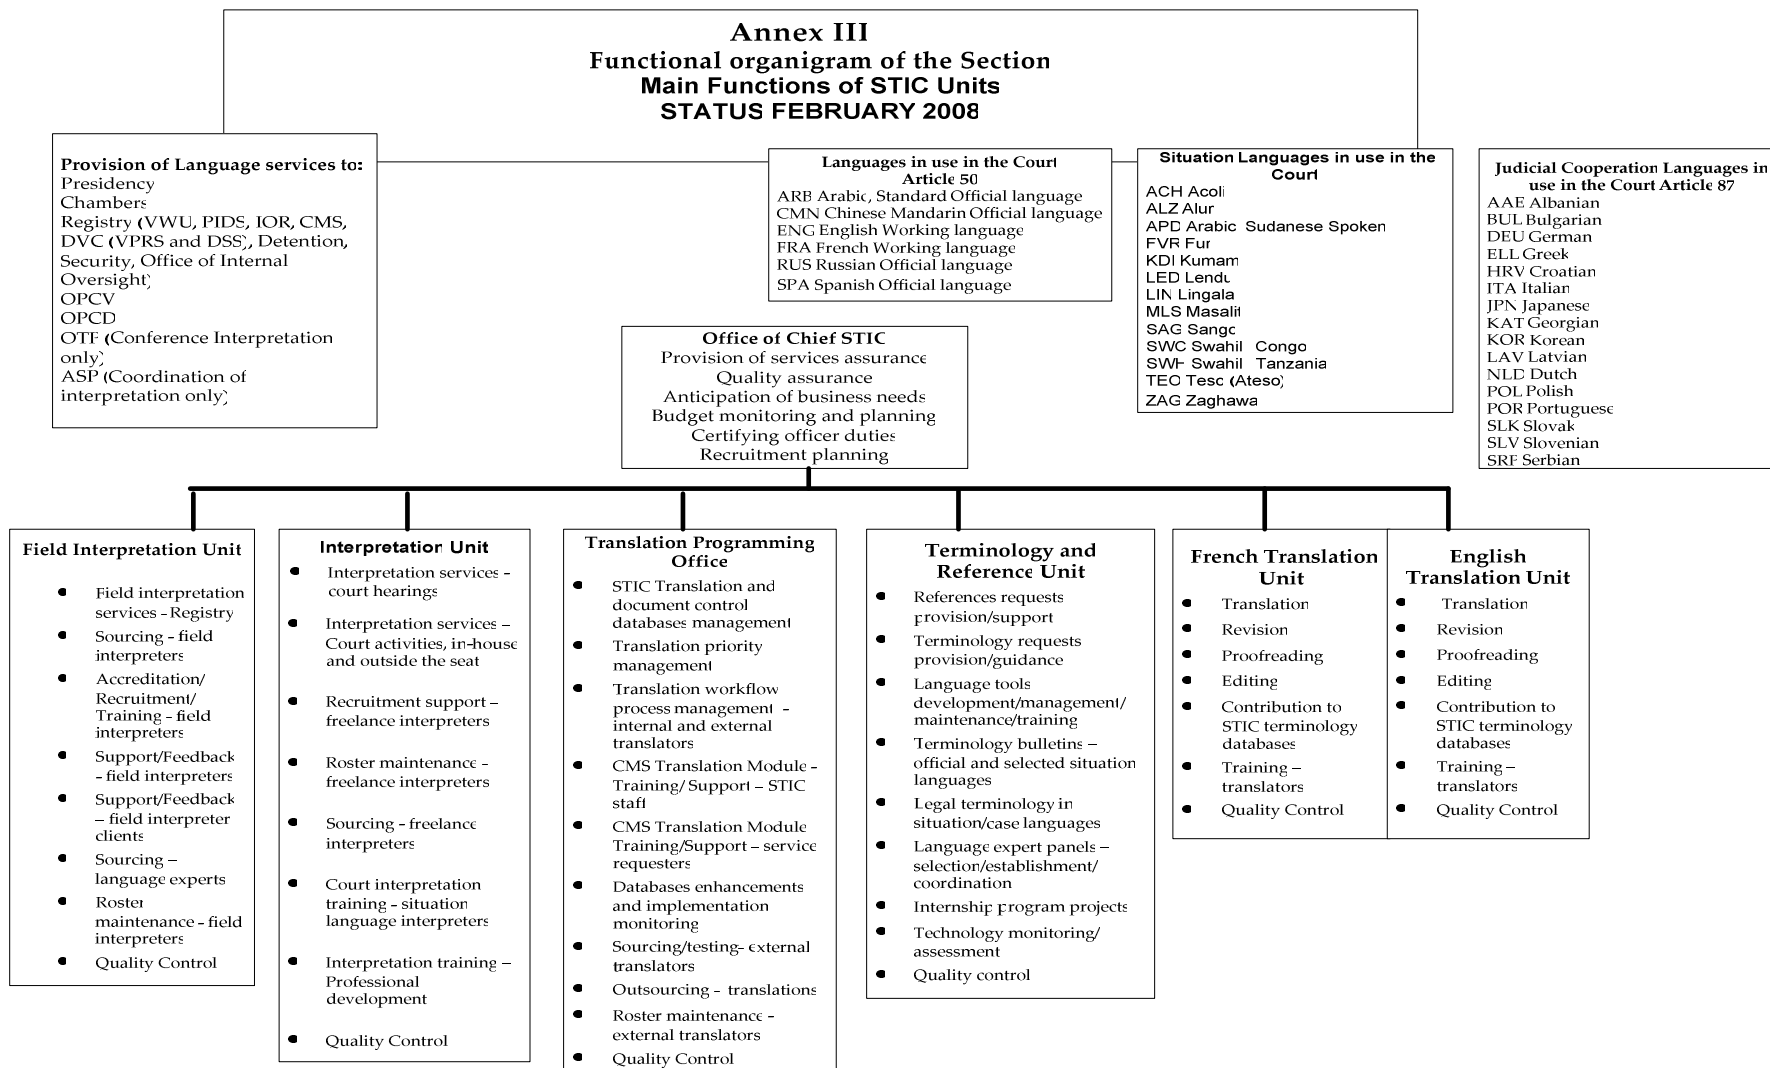 Annex III
Functional organigram of the Section
Main Functions of STIC Units
STATUS FEBRUARY 2008
Provision of Language services to:
Presidency
Chambers
Registry (VWU, PIDS, IOR, CMS,
DVC (VPRS and DSS), Detention,
Security, Office of Internal
Oversight)
OPCV
OPCD
OTP (Conference Interpretation
only)
ASP (Coordination of
interpretation only)
Languages in use in the Court
Article 50
ARB Arabic, Standard Official language
CMN Chinese Mandarin Official language
ENG English Working language
FRA French Working language
RUS Russian Official language
SPA Spanish Official language
Situation Languages in use in the
Court
ACH Acoli
ALZ Alur
APD Arabic Sudanese Spoken
FVR Fur
KDI Kumam
LED Lendu
LIN Lingala
MLS Masalit
SAG Sango
SWC Swahili Congo
SWH Swahili Tanzania
TEO Teso (Ateso)
ZAG Zaghawa
Judicial Cooperation Languages in
use in the Court Article 87
AAE Albanian
BUL Bulgarian
DEU German
ELL Greek
HRV Croatian
ITA Italian
JPN Japanese
KAT Georgian
KOR Korean
LAV Latvian
NLD Dutch
POL Polish
POR Portuguese
SLK Slovak
SLV Slovenian
SRP Serbian
Office of Chief STIC
Provision of services assurance
Quality assurance
Anticipation of business needs
Budget monitoring and planning
Certifying officer duties
Recruitment planning
Field Interpretation Unit
• Field interpretation
services - Registry
• Sourcing - field
interpreters
• Accreditation/
Recruitment/
Training - field
interpreters
• Support/Feedback
- field interpreters
• Support/Feedback
– field interpreter
clients
• Sourcing –
language experts
• Roster
maintenance - field
interpreters
• Quality Control
Interpretation Unit
• Interpretation services -
court hearings
• Interpretation services –
Court activities, in-house
and outside the seat
• Recruitment support –
freelance interpreters
• Roster maintenance -
freelance interpreters
• Sourcing - freelance
interpreters
• Court interpretation
training - situation
language interpreters
• Interpretation training –
Professional
development
• Quality Control
Translation Programming
Office
• STIC Translation and
document control
databases management
• Translation priority
management
• Translation workflow
process management -
internal and external
translators
• CMS Translation Module -
Training/ Support – STIC
staff
• CMS Translation Module
Training/Support – service
requesters
• Databases enhancements
and implementation
monitoring
• Sourcing/testing- external
translators
• Outsourcing - translations
• Roster maintenance -
external translators
• Quality Control
Terminology and
Reference Unit
• References requests
provision/support
• Terminology requests
provision/guidance
• Language tools
development/management/
maintenance/training
• Terminology bulletins –
official and selected situation
languages
• Legal terminology in
situation/case languages
• Language expert panels –
selection/establishment/
coordination
• Internship program projects
• Technology monitoring/
assessment
• Quality control
French Translation
Unit
• Translation
• Revision
• Proofreading
• Editing
• Contribution to
STIC terminology
databases
• Training –
translators
• Quality Control
English
Translation Unit
• Translation
• Revision
• Proofreading
• Editing
• Contribution to
STIC terminology
databases
• Training –
translators
• Quality Control